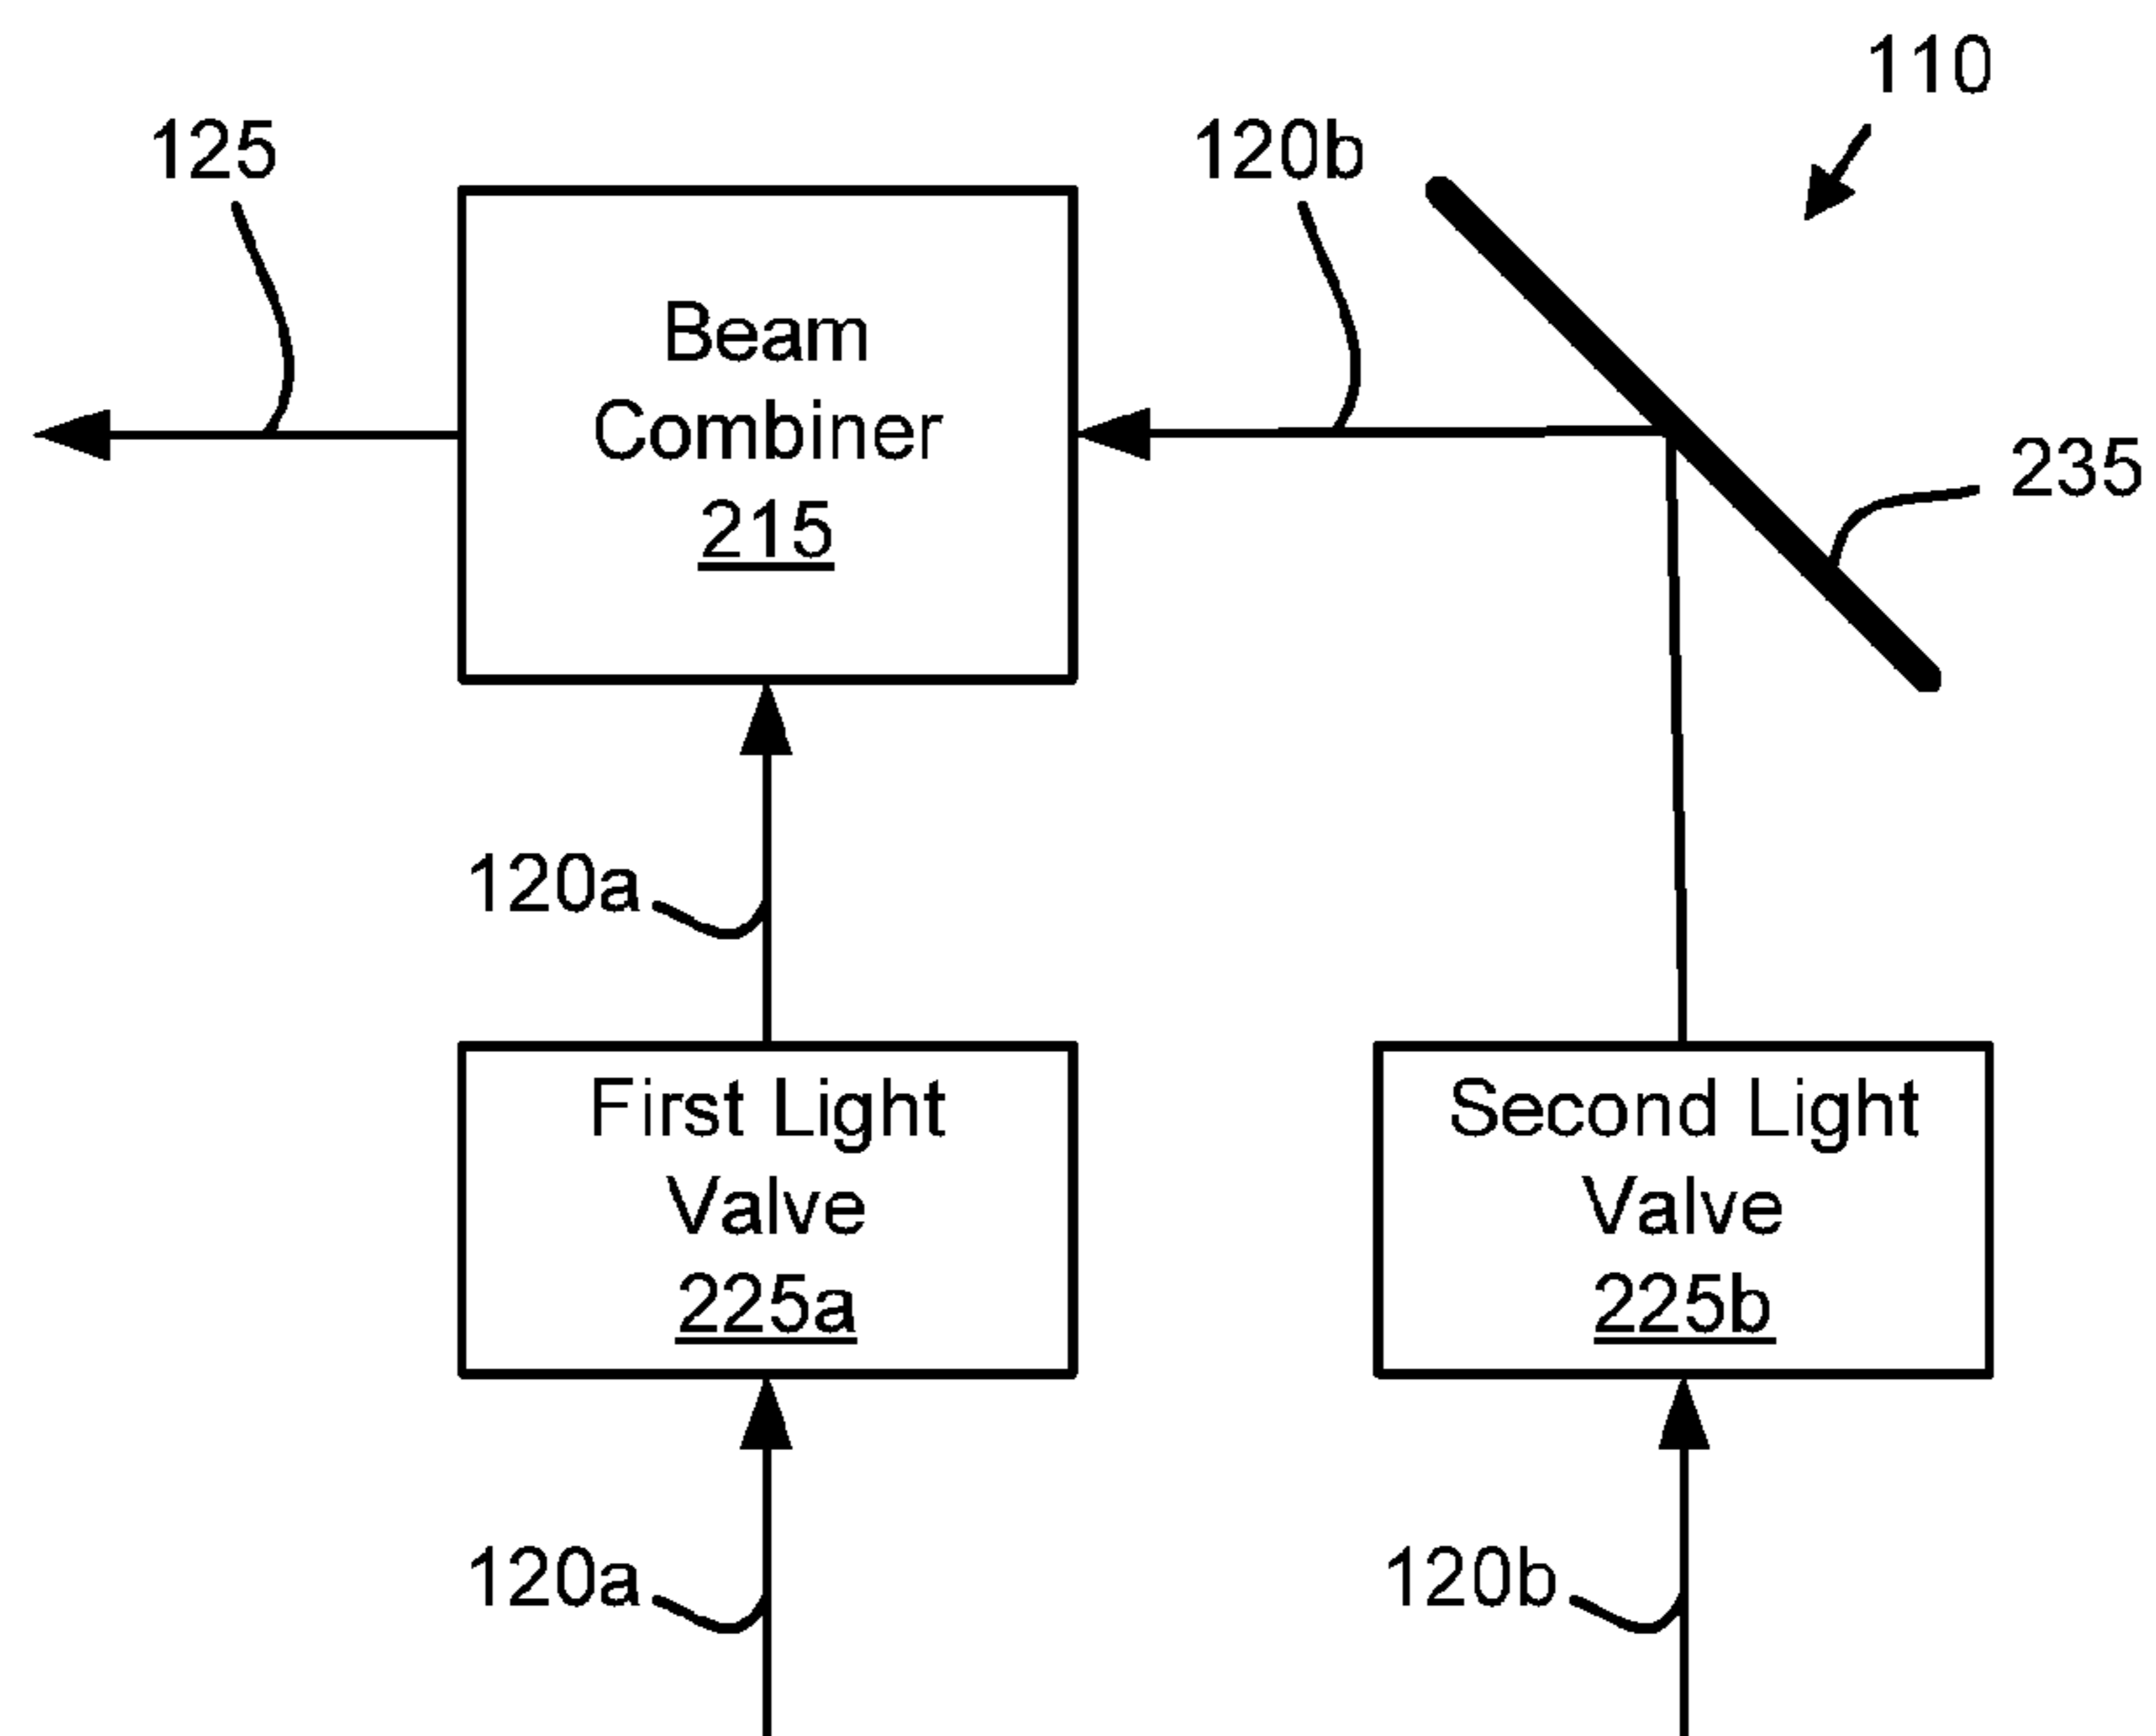 110
125
120b
Beam
Combiner
215
235
120a
First Light
Valve
225a
Second Light
Valve
225b
120a
120b